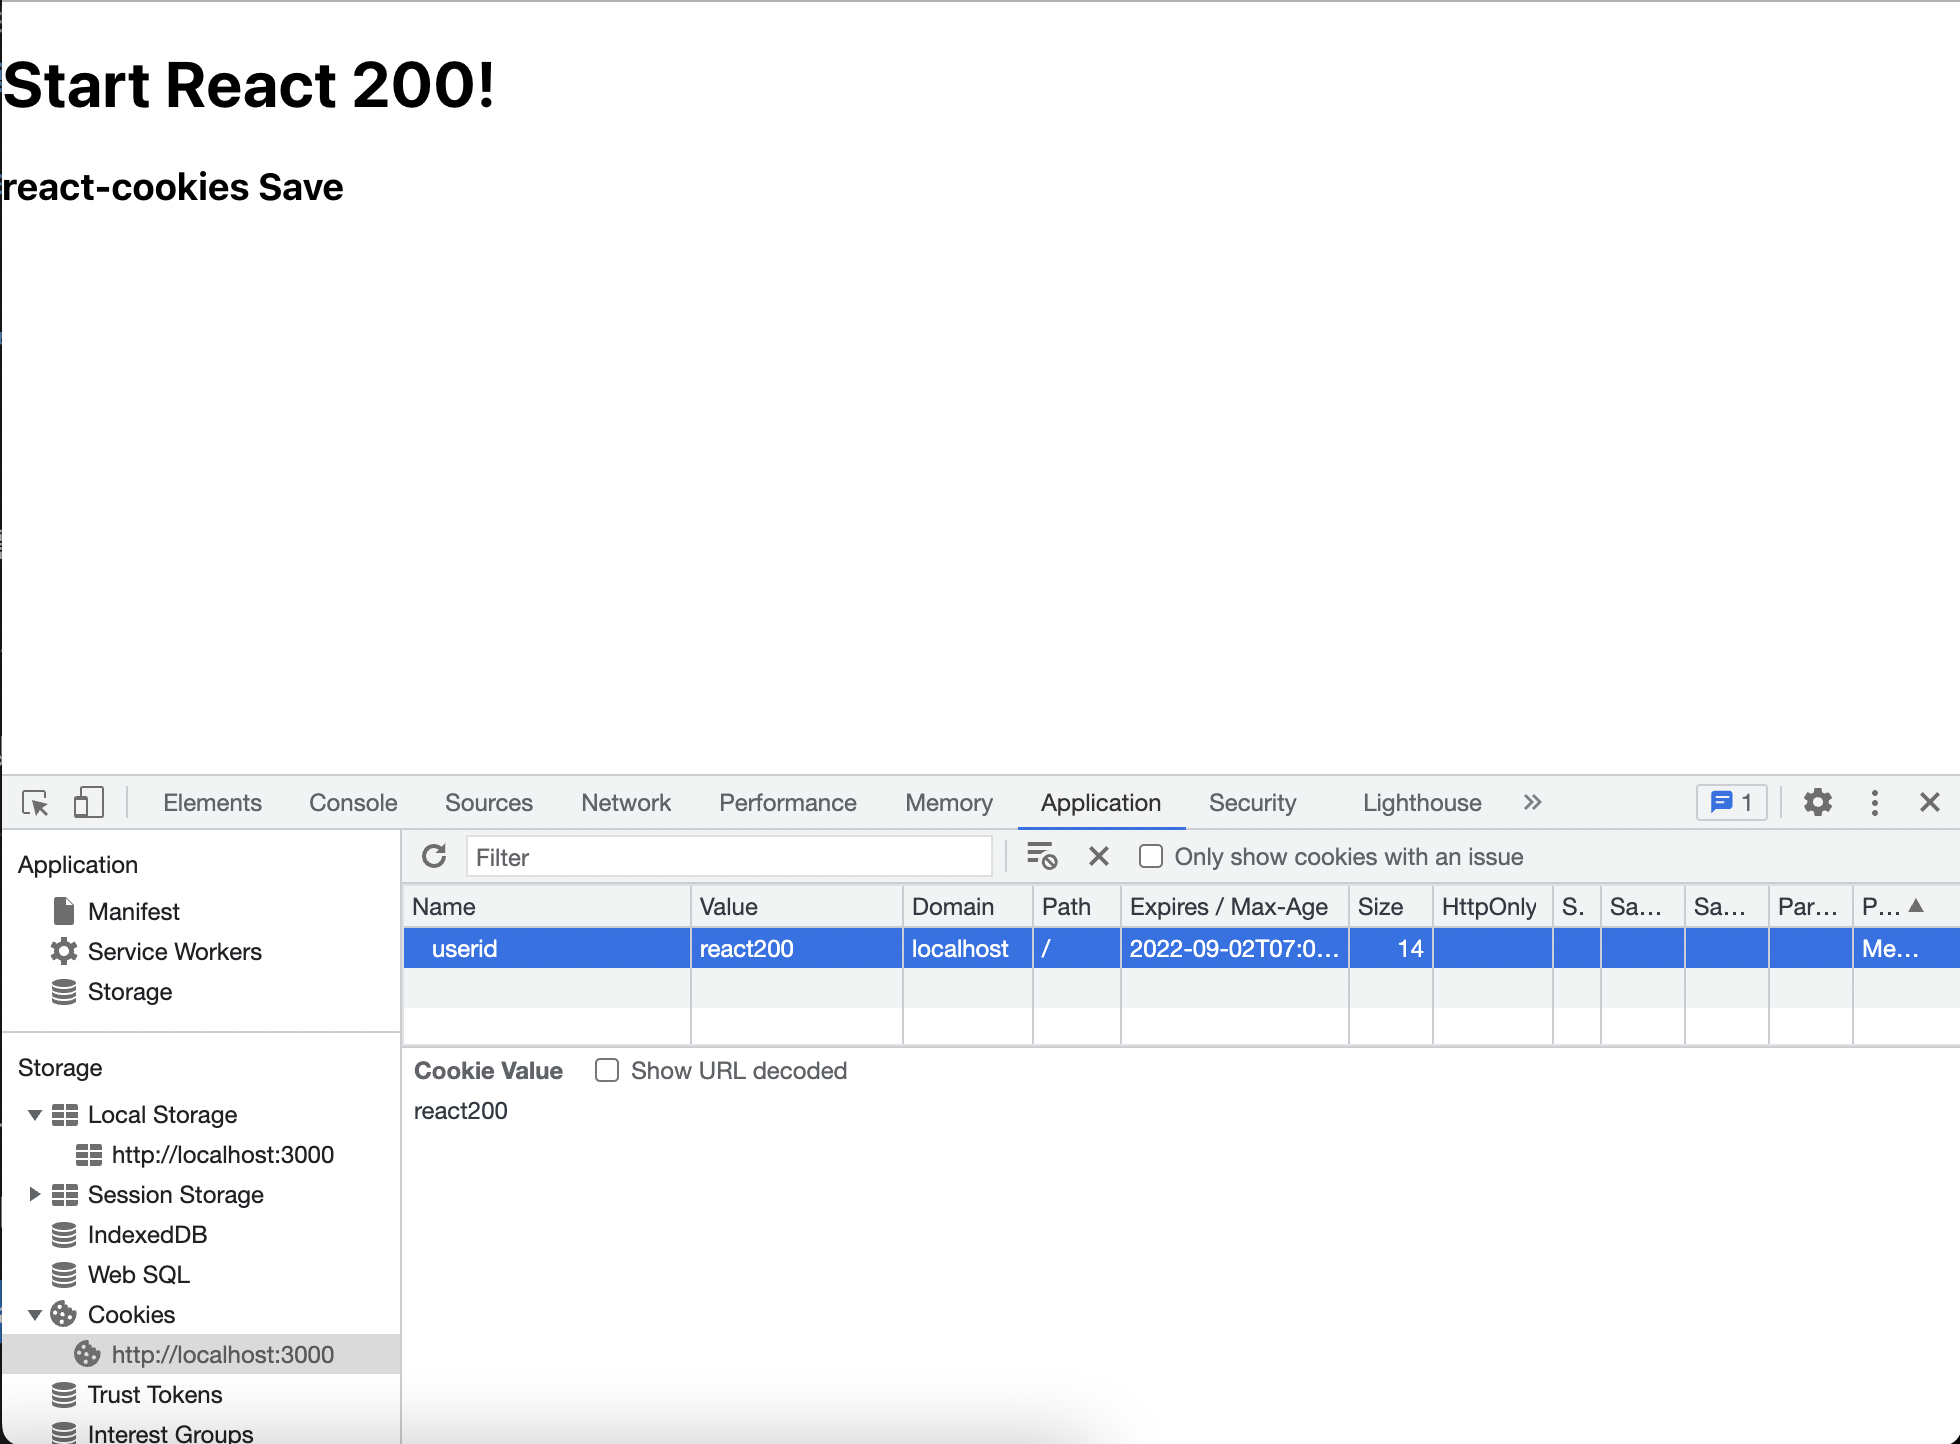 Start React 200!
react-cookies Save
Elements Console Sources Network Performance Memory Application Security Lighthouse » 1
Application
Manifest
Service Workers
Storage
Storage
Local Storage
http://localhost:3000
Session Storage
IndexedDB
Web SQL
Cookies
http://localhost:3000
Trust Tokens
Interest Groups
Filter Only show cookies with an issue
Name Value Domain Path Expires / Max-Age Size HttpOnly S. Sa... Sa... Par... P...
userid react200 localhost / 2022-09-02T07:0... 14 Me...
Cookie Value Show URL decoded
react200